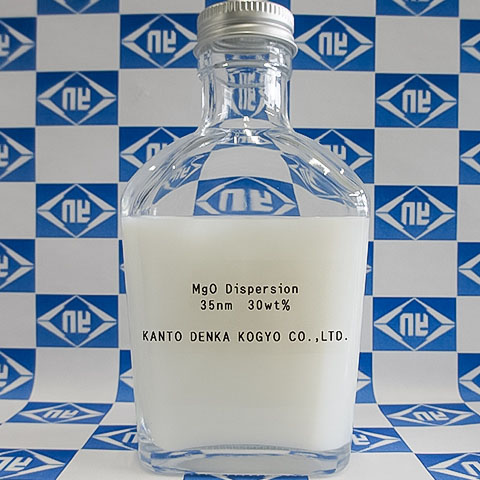 MgO Dispersion
35nm 30wt%
KANTO DENKA KOGYO CO.,LTD.